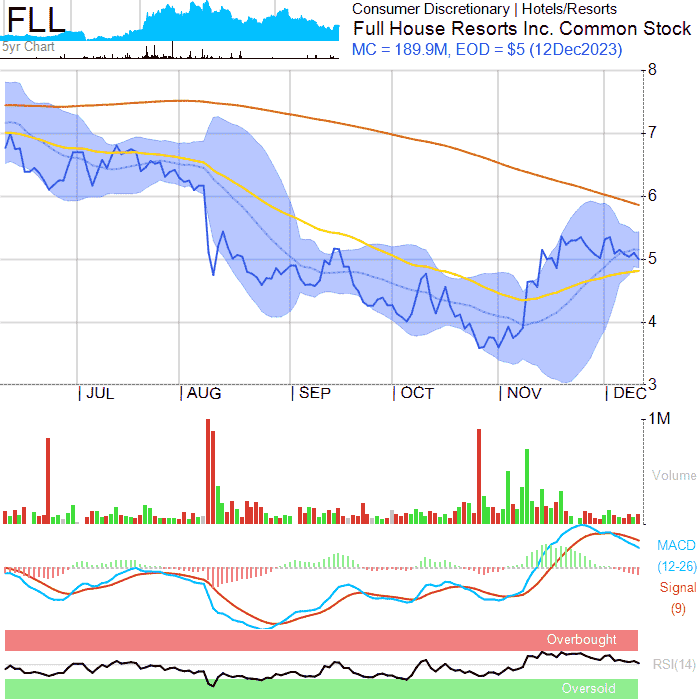 FLL
5yr Chart
Consumer Discretionary | Hotels/Resorts
Full House Resorts Inc. Common Stock
MC = 189.9M, EOD = $5 (12Dec2023)
8
7
6
5
4
3
JUL AUG SEP OCT NOV DEC
1M
Volume
MACD
(12-26)
Signal
(9)
Overbought
RSI(14)
Oversold